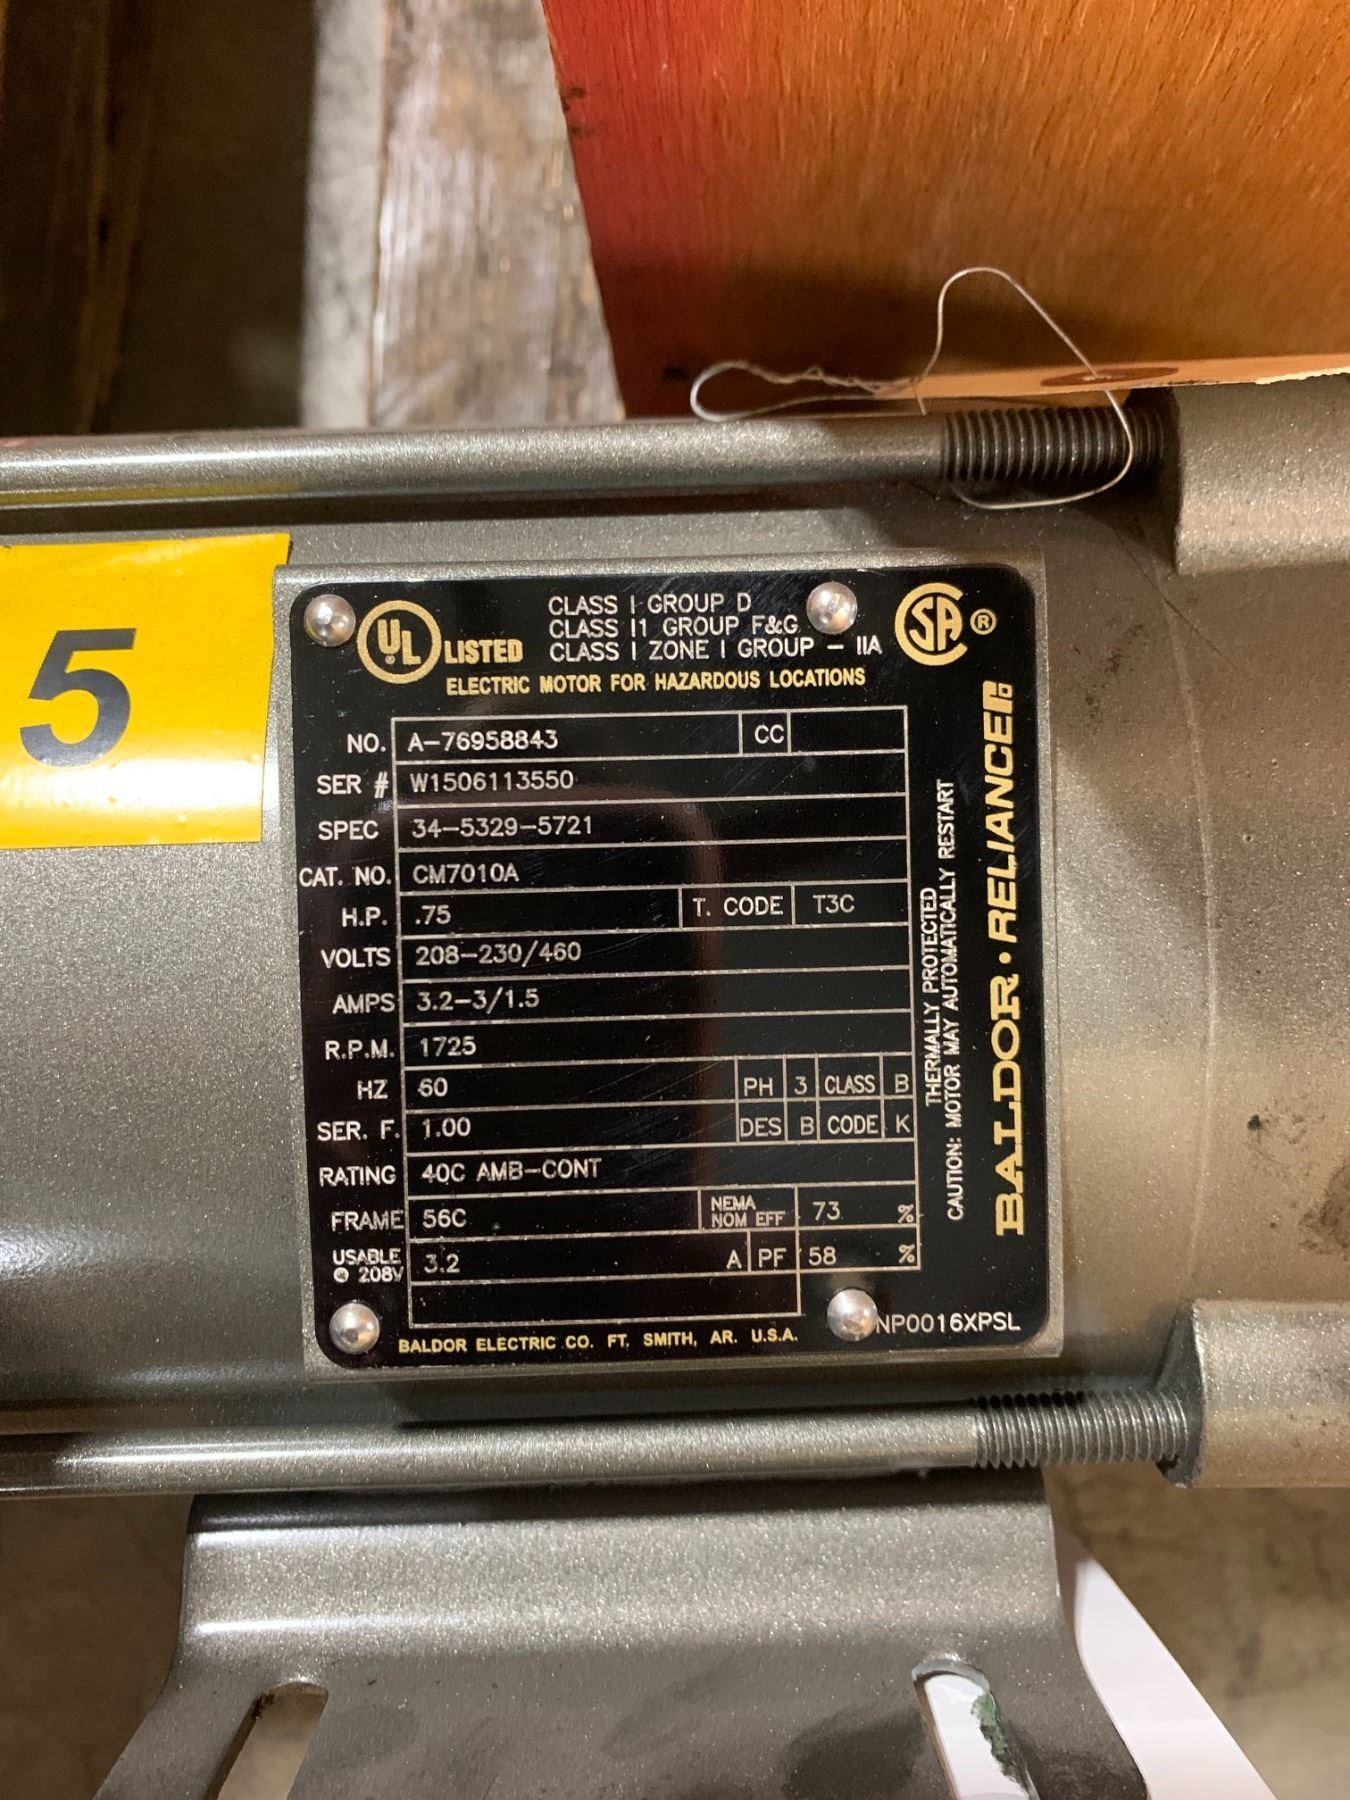 5
UL LISTED
CLASS I GROUP D
CLASS I1 GROUP F&G
CLASS I ZONE I GROUP - IIA
SA ®
ELECTRIC MOTOR FOR HAZARDOUS LOCATIONS
NO. A-76958843 CC
SER # W1506113550
SPEC 34-5329-5721
CAT. NO. CM7010A
H.P. .75 T. CODE T3C
VOLTS 208-230/460
AMPS 3.2-3/1.5
R.P.M. 1725
HZ 60 PH 3 CLASS B
SER. F. 1.00 DES B CODE K
RATING 40C AMB-CONT
FRAME 56C NEMA NOM EFF 73 %
USABLE @ 208V 3.2 A PF 58 %
BALDOR ELECTRIC CO. FT. SMITH, AR. U.S.A.
NP0016XPSL
THERMALLY PROTECTED
CAUTION: MOTOR MAY AUTOMATICALLY RESTART
BALDOR • RELIANCE